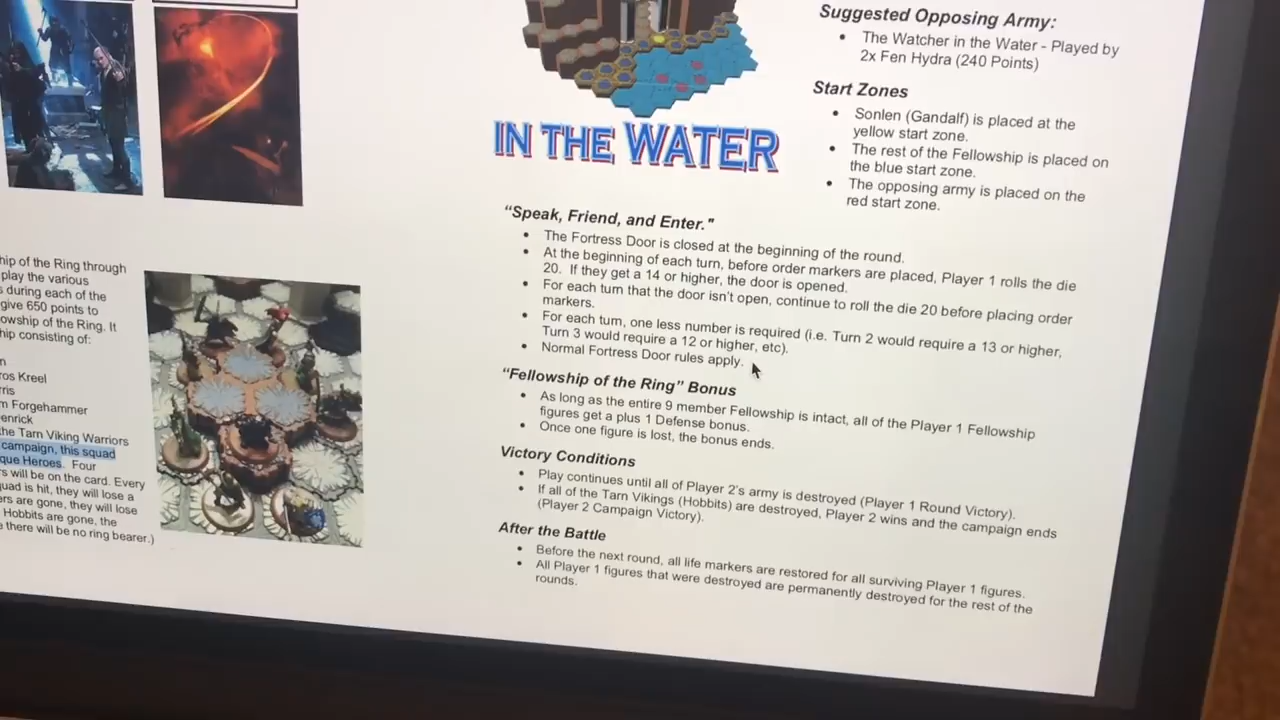 hip of the Ring through
play the various
during each of the
give 650 points to
owship of the Ring. It
hip consisting of:
ros Kreel
rris
m Forgehammer
enrick
the Tarn Viking Warriors
campaign, this squad
que Heroes. Four
rs will be on the card. Every
uad is hit, they will lose a
ers are gone, they will lose
Hobbits are gone, the
e there will be no ring bearer.)
IN THE WATER
Suggested Opposing Army:
• The Watcher in the Water - Played by
2x Fen Hydra (240 Points)
Start Zones
• Sonlen (Gandalf) is placed at the
yellow start zone.
• The rest of the Fellowship is placed on
the blue start zone.
• The opposing army is placed on the
red start zone.
“Speak, Friend, and Enter."
• The Fortress Door is closed at the beginning of the round.
• At the beginning of each turn, before order markers are placed, Player 1 rolls the die
20. If they get a 14 or higher, the door is opened.
• For each turn that the door isn't open, continue to roll the die 20 before placing order
markers.
• For each turn, one less number is required (i.e. Turn 2 would require a 13 or higher,
Turn 3 would require a 12 or higher, etc).
• Normal Fortress Door rules apply.
“Fellowship of the Ring” Bonus
• As long as the entire 9 member Fellowship is intact, all of the Player 1 Fellowship
figures get a plus 1 Defense bonus.
• Once one figure is lost, the bonus ends.
Victory Conditions
• Play continues until all of Player 2's army is destroyed (Player 1 Round Victory).
• If all of the Tarn Vikings (Hobbits) are destroyed, Player 2 wins and the campaign ends
(Player 2 Campaign Victory).
After the Battle
• Before the next round, all life markers are restored for all surviving Player 1 figures.
• All Player 1 figures that were destroyed are permanently destroyed for the rest of the
rounds.